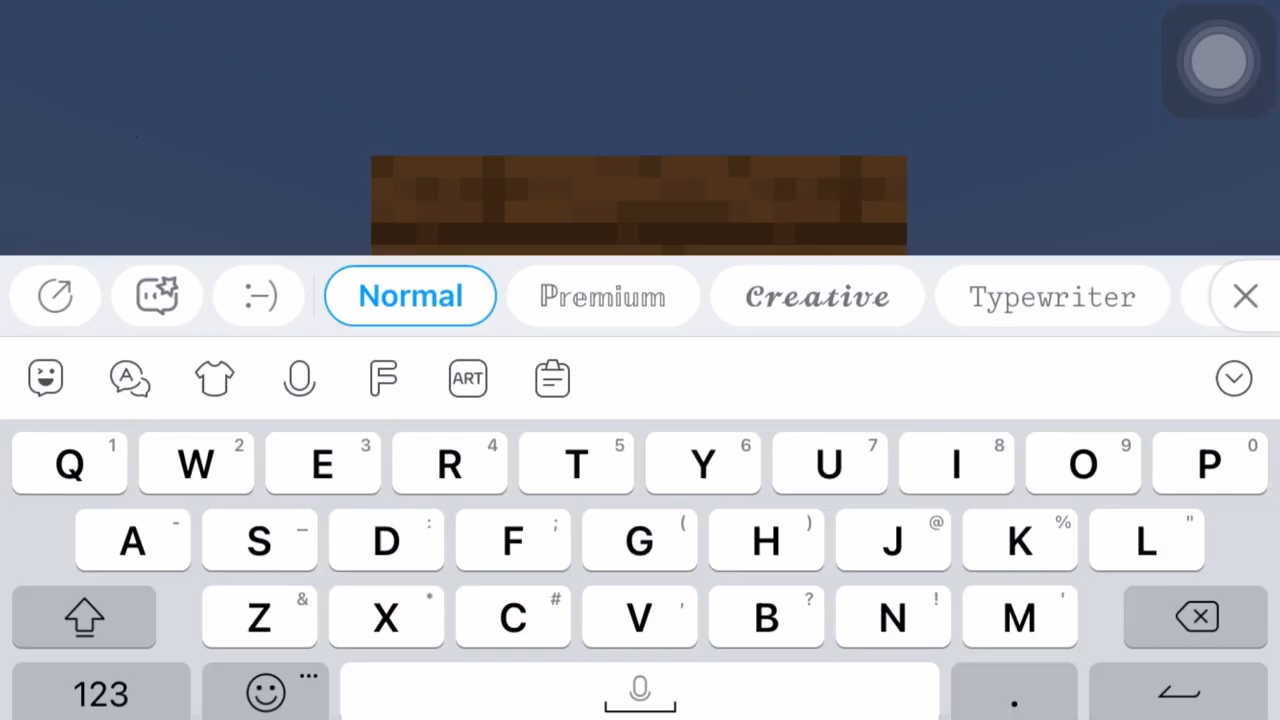 :-) Normal Premium Creative Typewriter
A F ART
Q 1 W 2 E 3 R 4 T 5 Y 6 U 7 I 8 O 9 P 0
A - S _ D : F ; G ( H ) J @ K % L "
Z & X * C # V , B ? N ! M '
123 ... .